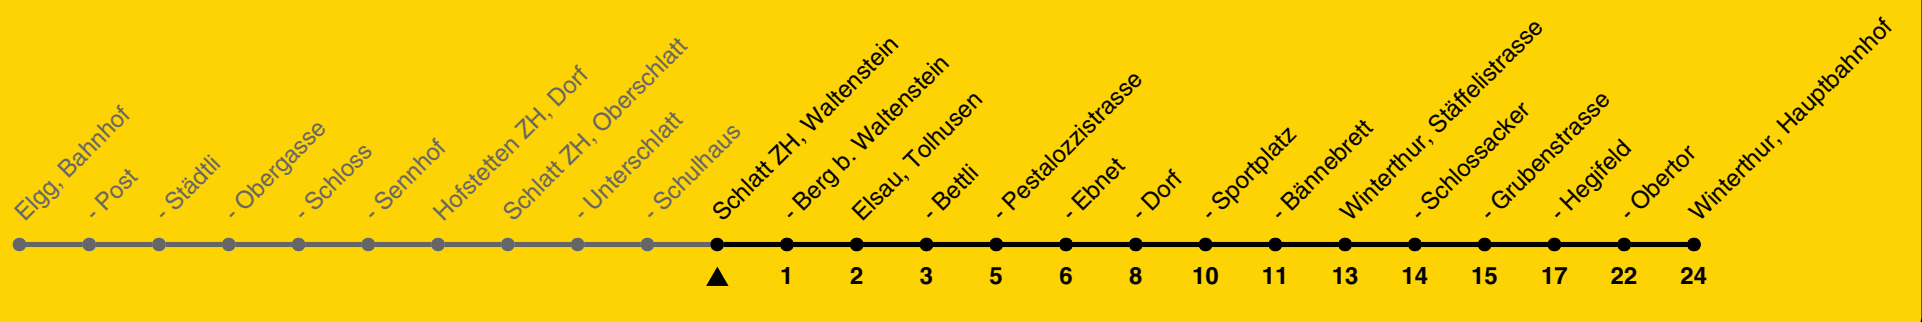 Elgg, Bahnhof
- Post
- Städtli
- Obergasse
- Schloss
- Sennhof
Hofstetten ZH, Dorf
Schlatt ZH, Oberschlatt
- Unterschlatt
- Schulhaus
Schlatt ZH, Waltenstein
- Berg b. Waltenstein
Elsau, Tolhusen
- Bettli
- Pestalozzistrasse
- Ebnet
- Dorf
- Sportplatz
- Bännebrett
Winterthur, Stäffelistrasse
- Schlossacker
- Grubenstrasse
- Hegifeld
- Obertor
Winterthur, Hauptbahnhof
1 2 3 5 6 8 10 11 13 14 15 17 22 24